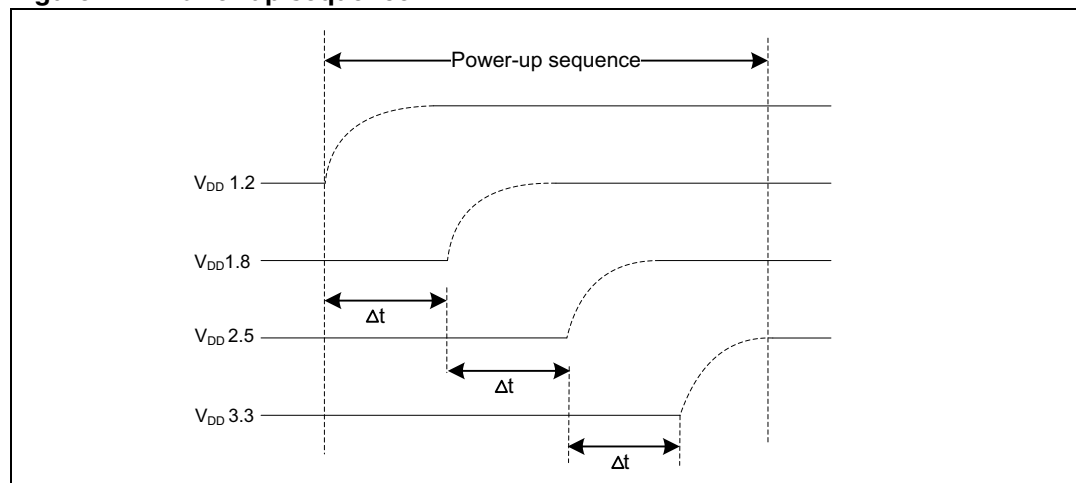 Power-up sequence
VDD 1.2
VDD1.8
Δt
VDD 2.5
Δt
VDD 3.3
Δt